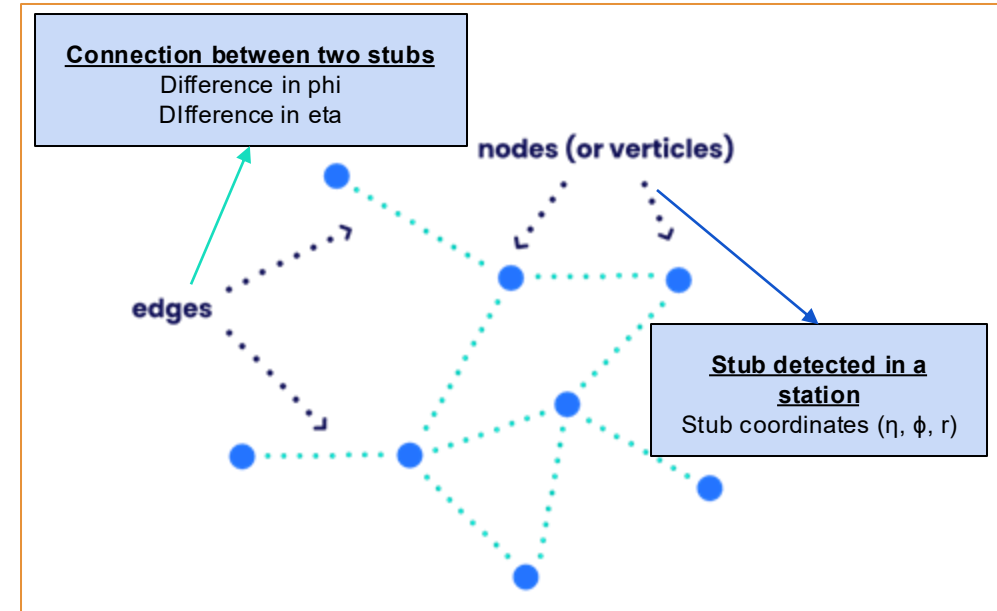 Connection between two stubs
Difference in phi
DIfference in eta
nodes (or verticles)
edges
Stub detected in a
station
Stub coordinates (η, ϕ, r)